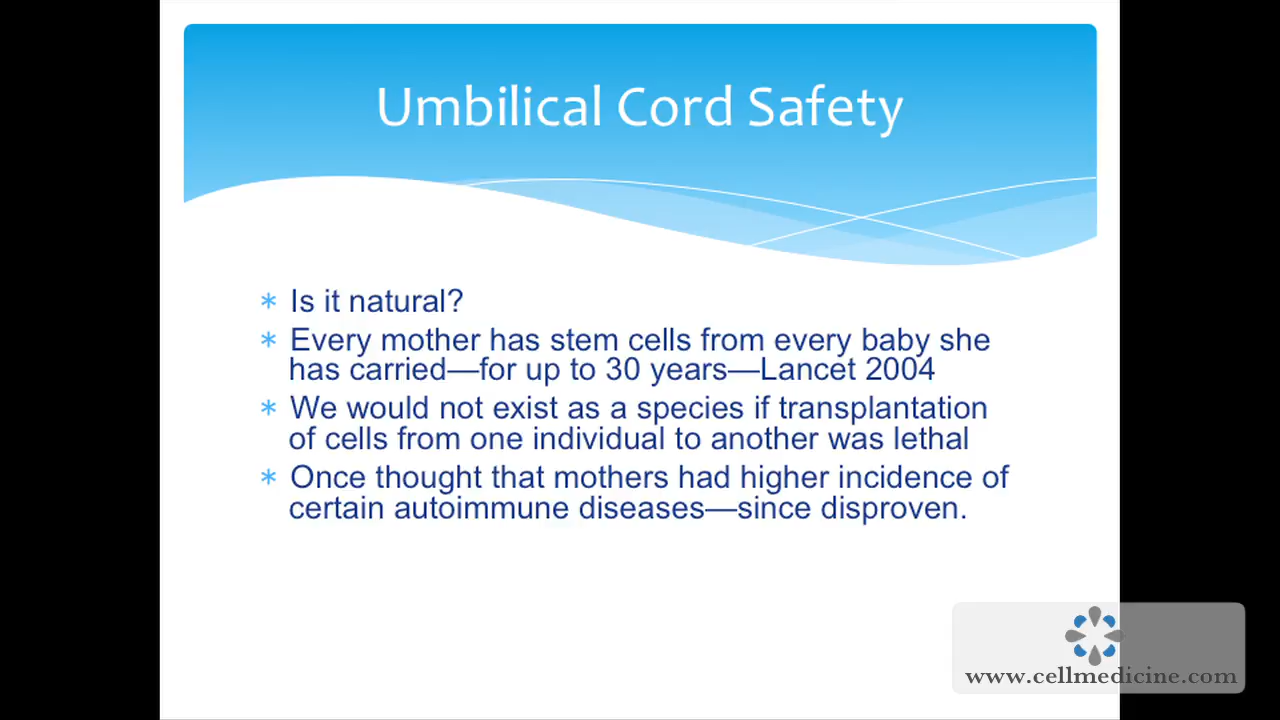 Umbilical Cord Safety
* Is it natural?
* Every mother has stem cells from every baby she
has carried—for up to 30 years—Lancet 2004
* We would not exist as a species if transplantation
of cells from one individual to another was lethal
* Once thought that mothers had higher incidence of
certain autoimmune diseases—since disproven.
www.cellmedicine.com